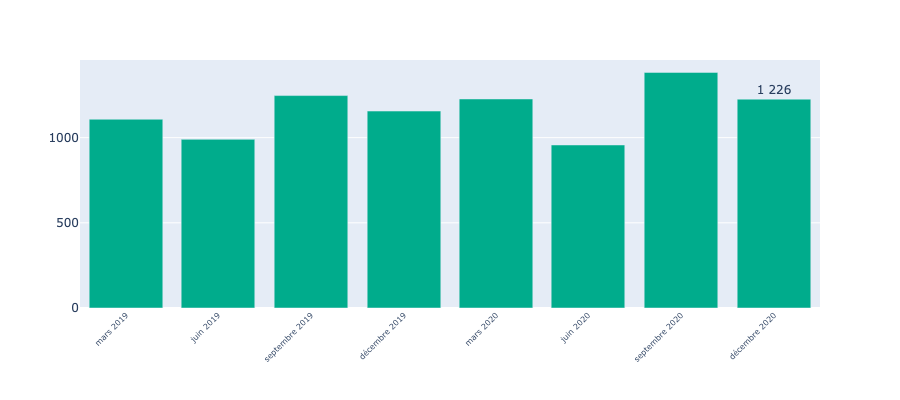 1 226
1000
500
0
mars 2019
juin 2019
septembre 2019
décembre 2019
mars 2020
juin 2020
septembre 2020
décembre 2020